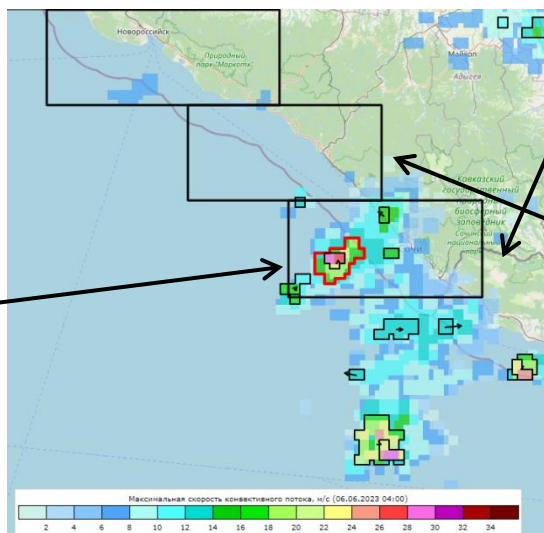 Новороссийск
Природный
парк "Маркотх"
Майкоп
Адыгея
Кавказский
государственный
природный
биосферный
заповедник
Сочинский
национальный
Максимальная скорость конвективного потока, м/с (06.06.2023 04:00)
2 4 6 8 10 12 14 16 18 20 22 24 26 28 30 32 34